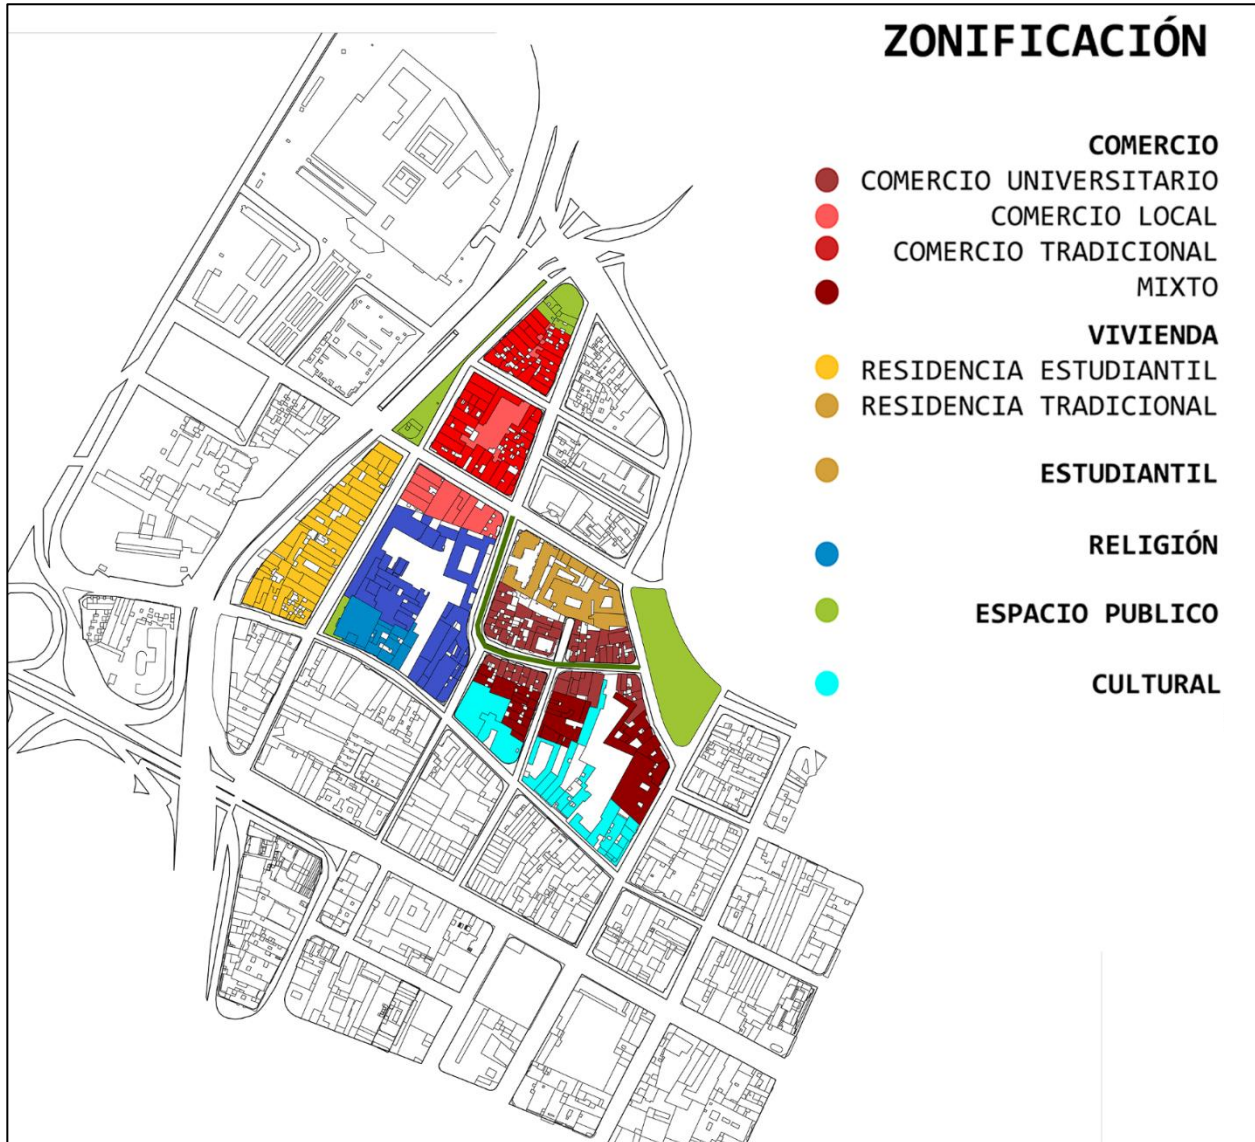 ZONIFICACIÓN
COMERCIO
COMERCIO UNIVERSITARIO
COMERCIO LOCAL
COMERCIO TRADICIONAL
MIXTO
VIVIENDA
RESIDENCIA ESTUDIANTIL
RESIDENCIA TRADICIONAL
ESTUDIANTIL
RELIGIÓN
ESPACIO PUBLICO
CULTURAL